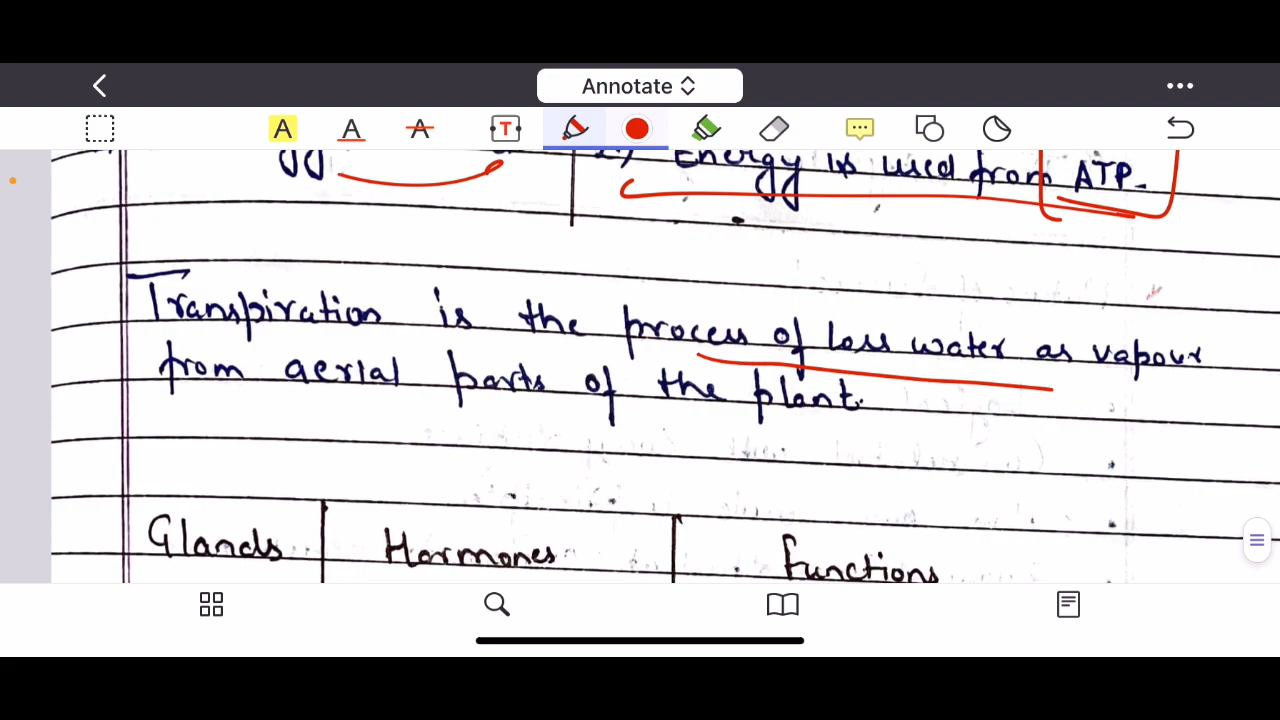 Annotate
A A A T
Energy is used from ATP.
Transpiration is the process of loss water as vapour
from aerial parts of the plant.
Glands Hormones Functions